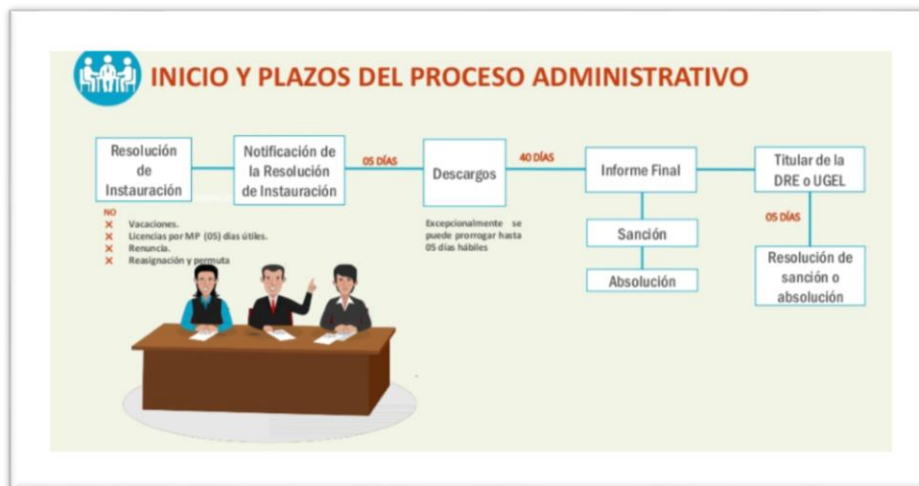 INICIO Y PLAZOS DEL PROCESO ADMINISTRATIVO
Resolución
de
Instauración
Notificación de
la Resolución
de Instauración
05 DÍAS
Descargos
40 DÍAS
Informe Final
Titular de la
DRE o UGEL
NO
X Vacaciones.
X Licencias por MP (05) días útiles.
X Renuncia.
X Reasignación y permuta
Excepcionalmente se
puede prorrogar hasta
05 días hábiles
Sanción
Absolución
05 DÍAS
Resolución de
sanción o
absolución